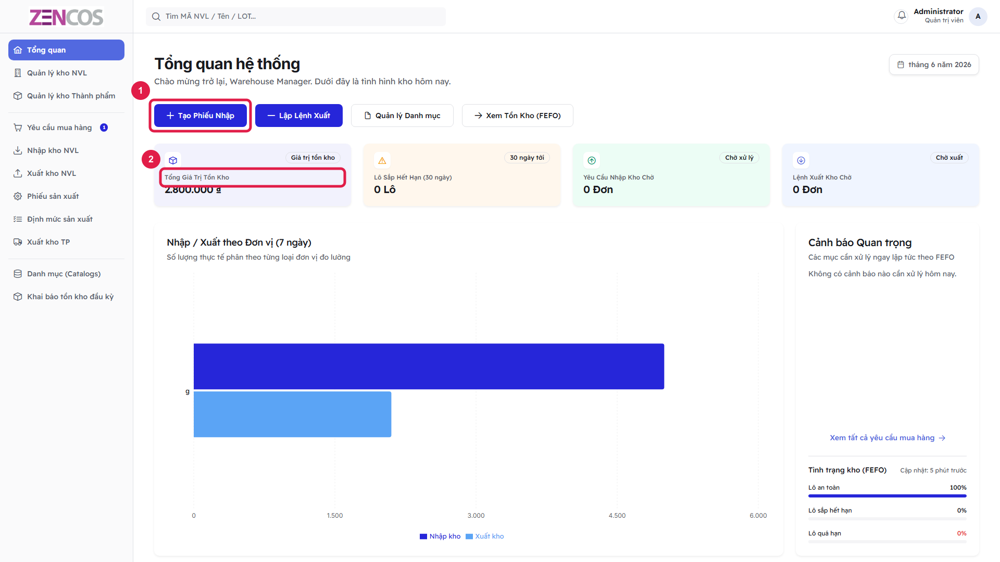 ZENCOS
Tìm MÃ NVL / Tên / LOT...
Administrator
Quản trị viên
A
Tổng quan
Quản lý kho NVL
Quản lý kho Thành phẩm
Yêu cầu mua hàng 1
Nhập kho NVL
Xuất kho NVL
Phiếu sản xuất
Định mức sản xuất
Xuất kho TP
Danh mục (Catalogs)
Khai báo tồn kho đầu kỳ
Tổng quan hệ thống
Chào mừng trở lại, Warehouse Manager. Dưới đây là tình hình kho hôm nay.
tháng 6 năm 2026
1
Tạo Phiếu Nhập
Lập Lệnh Xuất
Quản lý Danh mục
Xem Tồn Kho (FEFO)
2
Giá trị tồn kho
Tổng Giá Trị Tồn Kho
2.800.000 ₫
30 ngày tới
Lô Sắp Hết Hạn (30 ngày)
0 Lô
Chờ xử lý
Yêu Cầu Nhập Kho Chờ
0 Đơn
Chờ xuất
Lệnh Xuất Kho Chờ
0 Đơn
Nhập / Xuất theo Đơn vị (7 ngày)
Số lượng thực tế phân theo từng loại đơn vị đo lường
g
0
1.500
3.000
4.500
6.000
Nhập kho
Xuất kho
Cảnh báo Quan trọng
Các mục cần xử lý ngay lập tức theo FEFO
Không có cảnh báo nào cần xử lý hôm nay.
Xem tất cả yêu cầu mua hàng
Tình trạng kho (FEFO)
Cập nhật: 5 phút trước
Lô an toàn 100%
Lô sắp hết hạn 0%
Lô quá hạn 0%